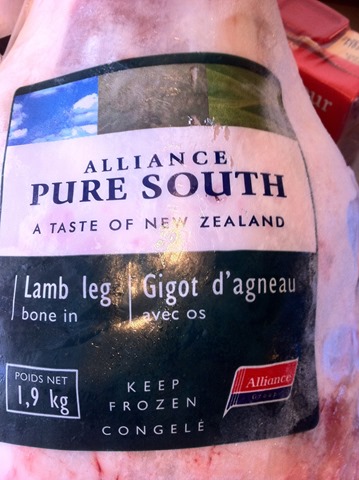 ALLIANCE
PURE SOUTH
A TASTE OF NEW ZEALAND
Lamb leg
bone in
Gigot d'agneau
avec os
POIDS NET
1,9 kg
KEEP
FROZEN
CONGELÉ
Alliance